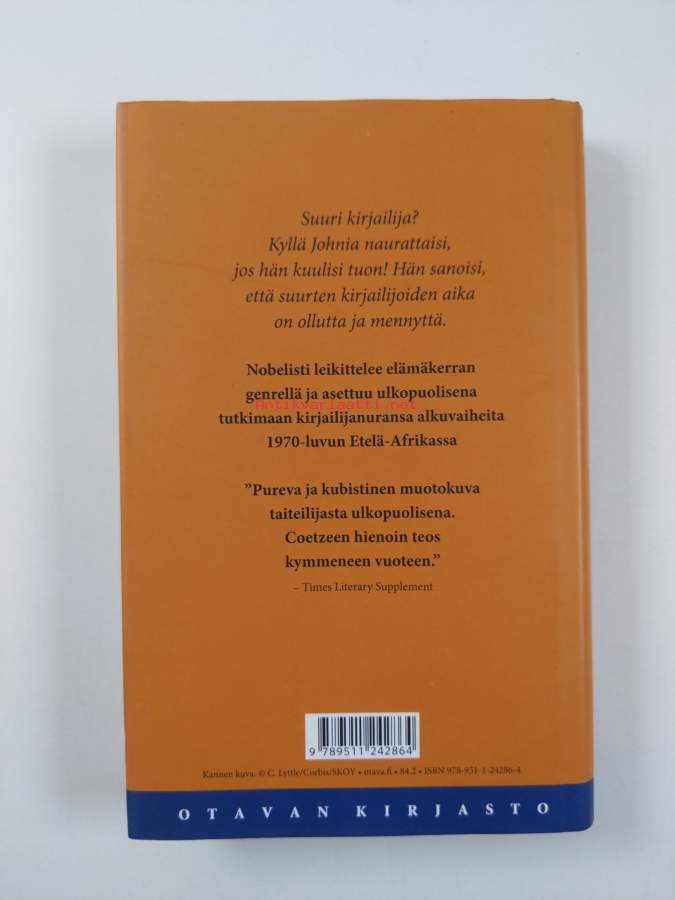 Suuri kirjailija?
Kyllä Johnia naurattaisi,
jos hän kuulisi tuon! Hän sanoisi,
että suurten kirjailijoiden aika
on ollutta ja mennyttä.
Nobelisti leikittelee elämäkerran
genrellä ja asettuu ulkopuolisena
Antikvariaatti.net
tutkimaan kirjailijanuransa alkuvaiheita
1970-luvun Etelä-Afrikassa
”Pureva ja kubistinen muotokuva
taiteilijasta ulkopuolisena.
Coetzeen hienoin teos
kymmeneen vuoteen.”
– Times Literary Supplement
9 789511 242864
Kannen kuva: © C. Lyttle/Corbis/SKOY • otava.fi • 84.2 • ISBN 978-951-1-24286-4
OTAVAN KIRJASTO